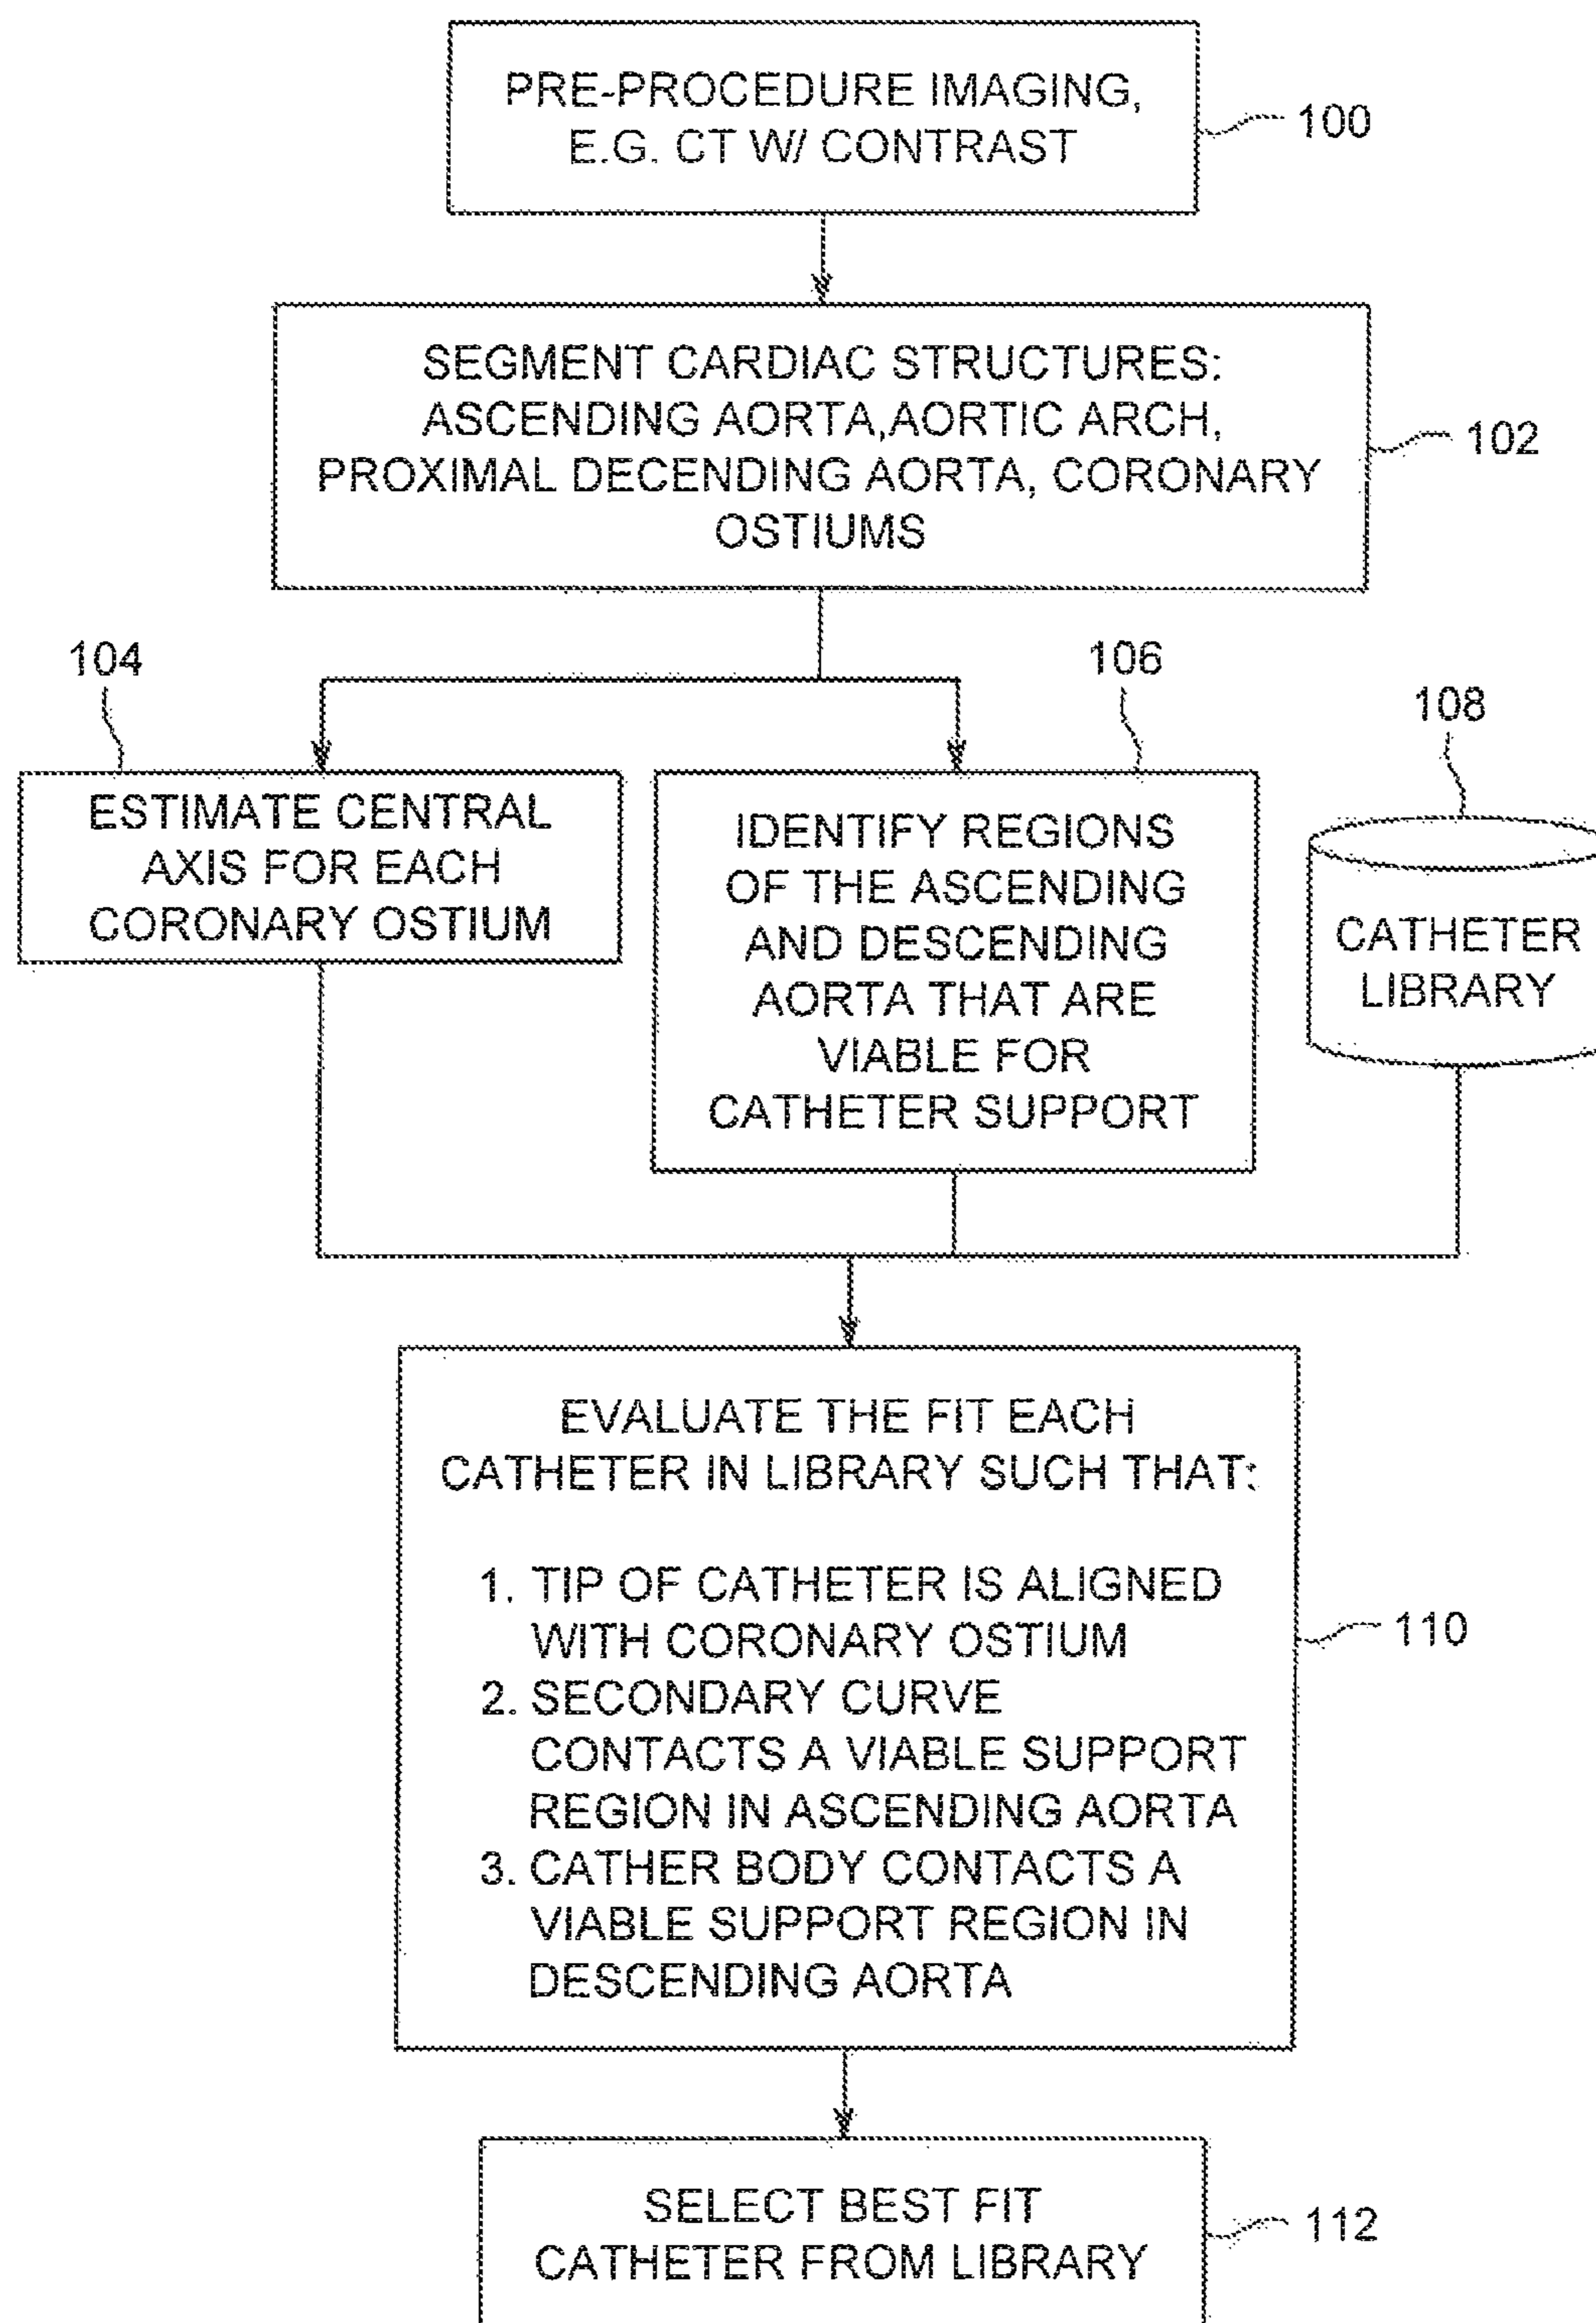 PRE-PROCEDURE IMAGING,
E.G. CT W/ CONTRAST
100
SEGMENT CARDIAC STRUCTURES:
ASCENDING AORTA,AORTIC ARCH,
PROXIMAL DECENDING AORTA, CORONARY
OSTIUMS
102
104
ESTIMATE CENTRAL
AXIS FOR EACH
CORONARY OSTIUM
106
IDENTIFY REGIONS
OF THE ASCENDING
AND DESCENDING
AORTA THAT ARE
VIABLE FOR
CATHETER SUPPORT
108
CATHETER
LIBRARY
EVALUATE THE FIT EACH
CATHETER IN LIBRARY SUCH THAT:
1. TIP OF CATHETER IS ALIGNED
WITH CORONARY OSTIUM
2. SECONDARY CURVE
CONTACTS A VIABLE SUPPORT
REGION IN ASCENDING AORTA
3. CATHER BODY CONTACTS A
VIABLE SUPPORT REGION IN
DESCENDING AORTA
110
SELECT BEST FIT
CATHETER FROM LIBRARY
112